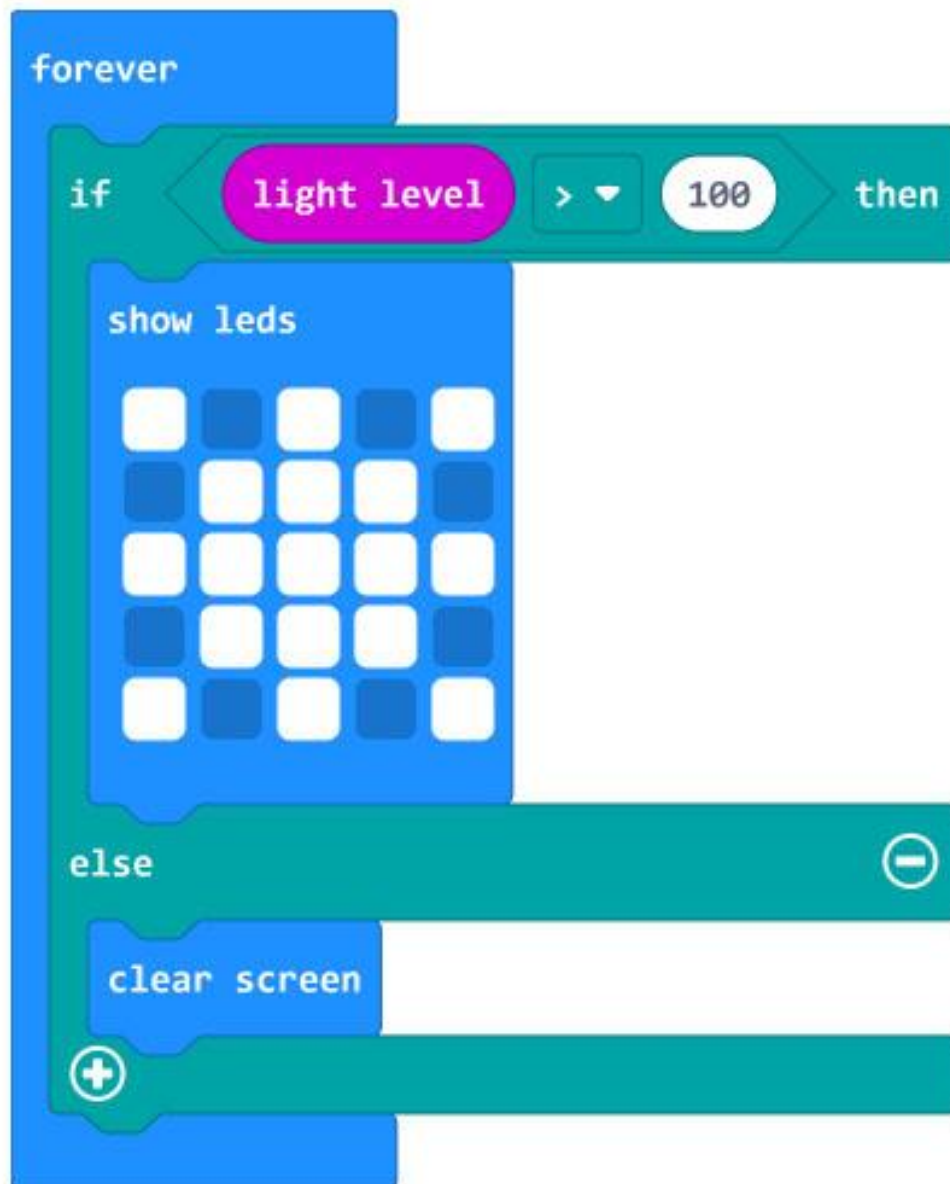 forever
if light level > 100 then
show leds
else
clear screen